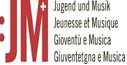 :JM+
Jugend und Musik
Jeunesse et Musique
Gioventù e Musica
Giuventetgna e Musica